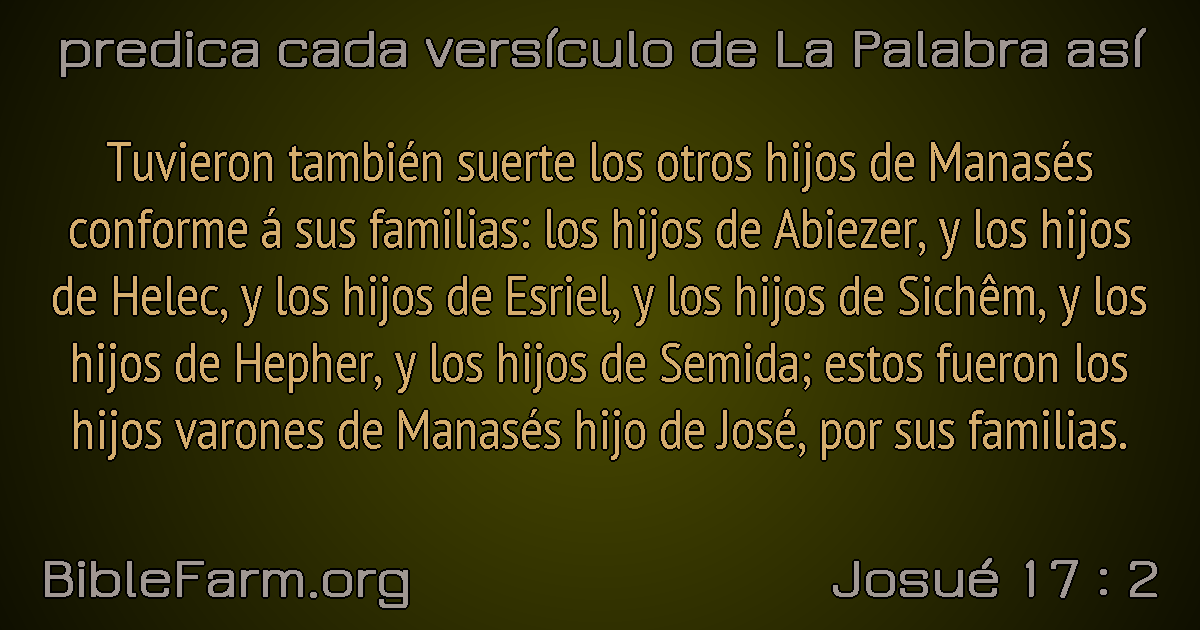 predica cada versículo de La Palabra así
Tuvieron también suerte los otros hijos de Manasés
conforme á sus familias: los hijos de Abiezer, y los hijos
de Helec, y los hijos de Esriel, y los hijos de Sichêm, y los
hijos de Hepher, y los hijos de Semida; estos fueron los
hijos varones de Manasés hijo de José, por sus familias.
BibleFarm.org
Josué 17 : 2